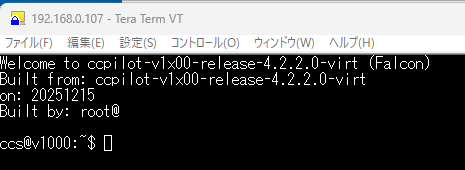 192.168.0.107 - Tera Term VT
ファイル(F) 編集(E) 設定(S) コントロール(O) ウィンドウ(W) ヘルプ(H)
Welcome to ccpilot-v1x00-release-4.2.2.0-virt (Falcon)
Built from: ccpilot-v1x00-release-4.2.2.0-virt
on: 20251215
Built by: root@
ccs@v1000:~$